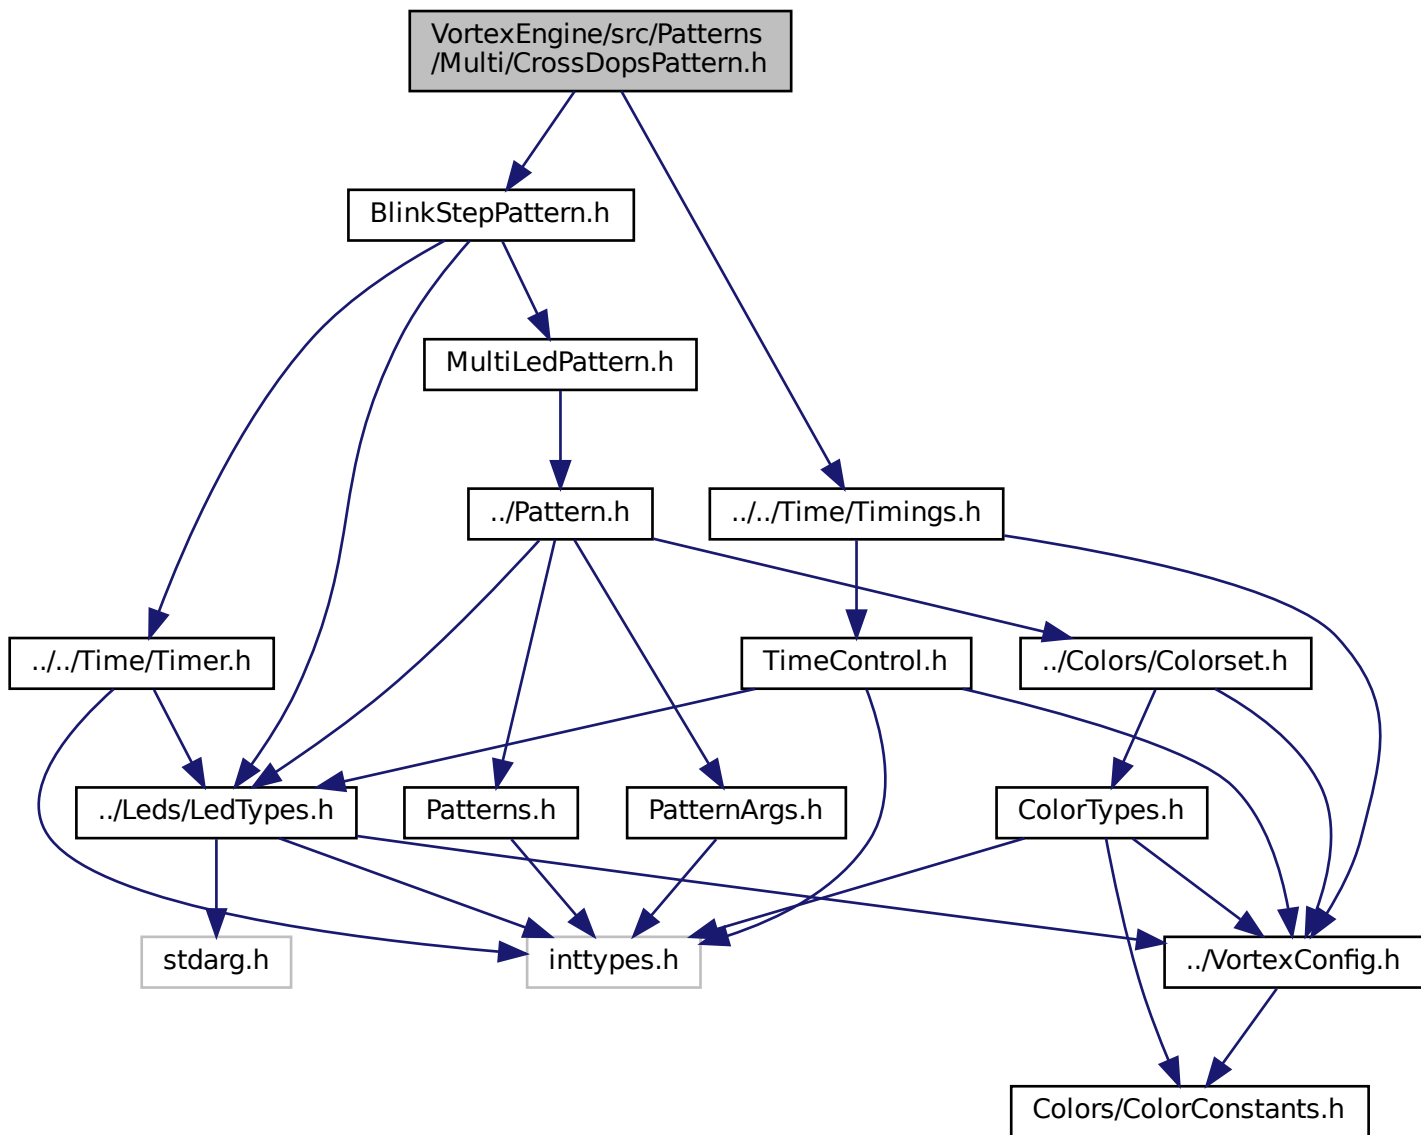 VortexEngine/src/Patterns
/Multi/CrossDopsPattern.h
BlinkStepPattern.h
MultiLedPattern.h
../Pattern.h
../../Time/Timings.h
../../Time/Timer.h
TimeControl.h
../Colors/Colorset.h
../Leds/LedTypes.h
Patterns.h
PatternArgs.h
ColorTypes.h
stdarg.h
inttypes.h
../VortexConfig.h
Colors/ColorConstants.h